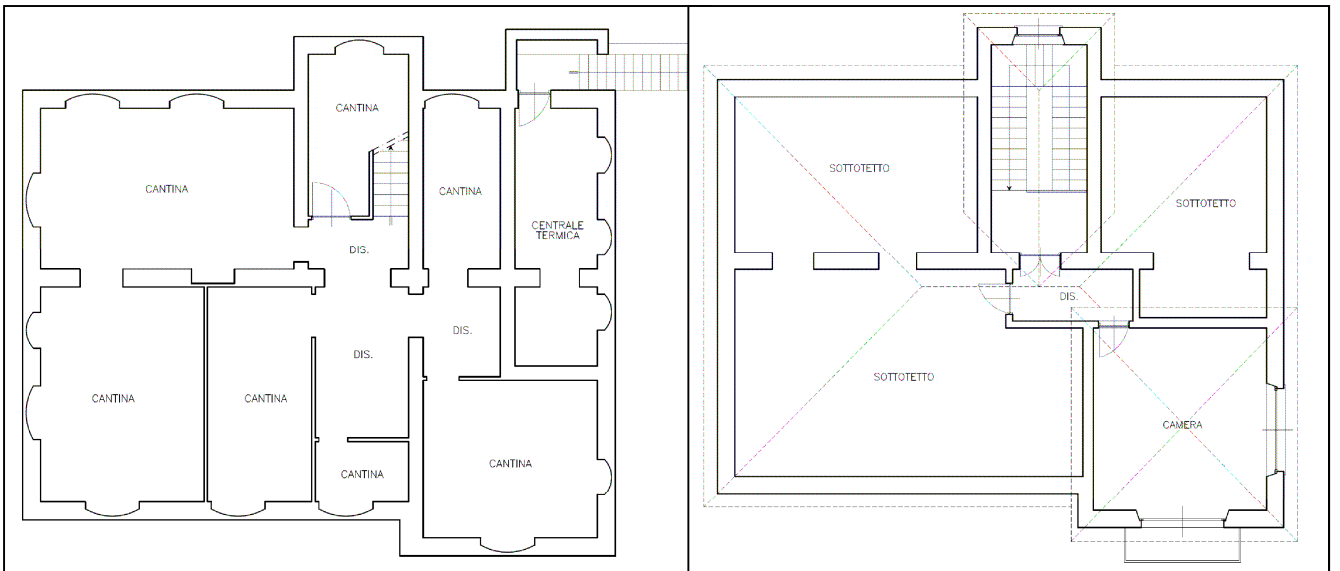 CANTINA
CANTINA
CANTINA
CENTRALE
TERMICA
DIS.
DIS.
DIS.
CANTINA
CANTINA
CANTINA
CANTINA
SOTTOTETTO
SOTTOTETTO
DIS.
SOTTOTETTO
CAMERA